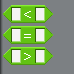 <
=
>